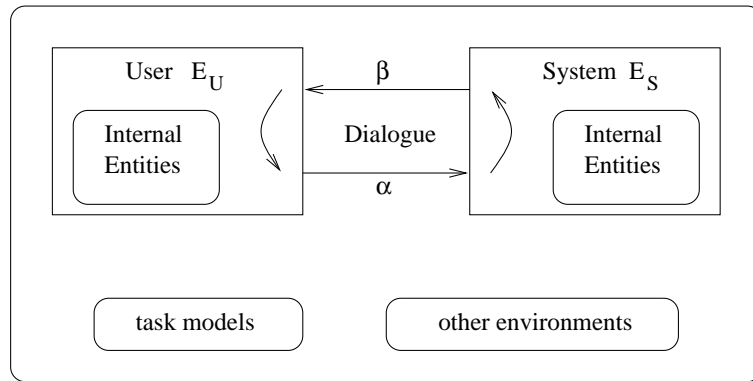 User E_U
β
System E_S
Internal
Entities
Dialogue
Internal
Entities
α
task models
other environments